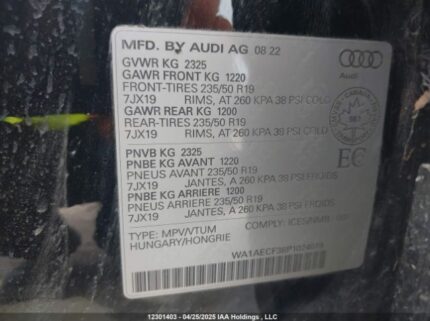 MFD. BY AUDI AG 08 22
GVWR KG 2325
GAWR FRONT KG 1220
FRONT-TIRES 235/50 R19
7JX19 RIMS, AT 260 KPA 38 PSI COLD
GAWR REAR KG 1200
REAR-TIRES 235/50 R19
7JX19 RIMS, AT 260 KPA 38 PSI COLD
PNVB KG 2325
PNBE KG AVANT 1220
PNEUS AVANT 235/50 R19
7JX19 JANTES, A 260 KPA 38 PSI FROIDS
PNBE KG ARRIERE 1200
PNEUS ARRIERE 235/50 R19
7JX19 JANTES, A 260 KPA 38 PSI FROIDS
TYPE: MPV/VTUM COMPLY:
HUNGARY/HONGRIE
Audi
EC
12301403 - 04/25/2025 IAA Holdings, LLC